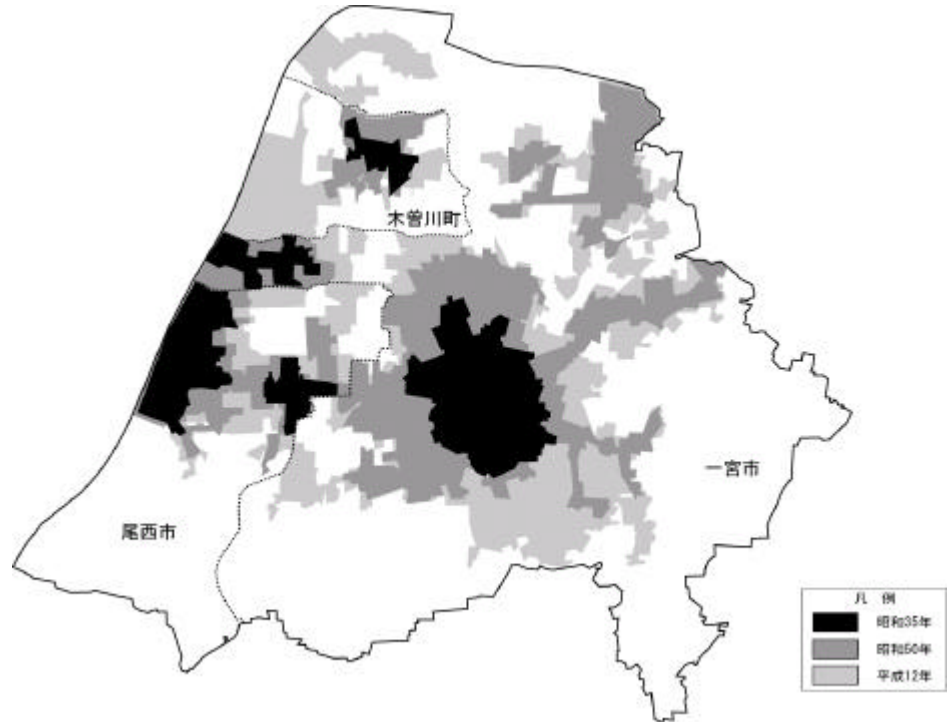 木曽川町
一宮市
尾西市
凡 例
昭和35年
昭和50年
平成12年